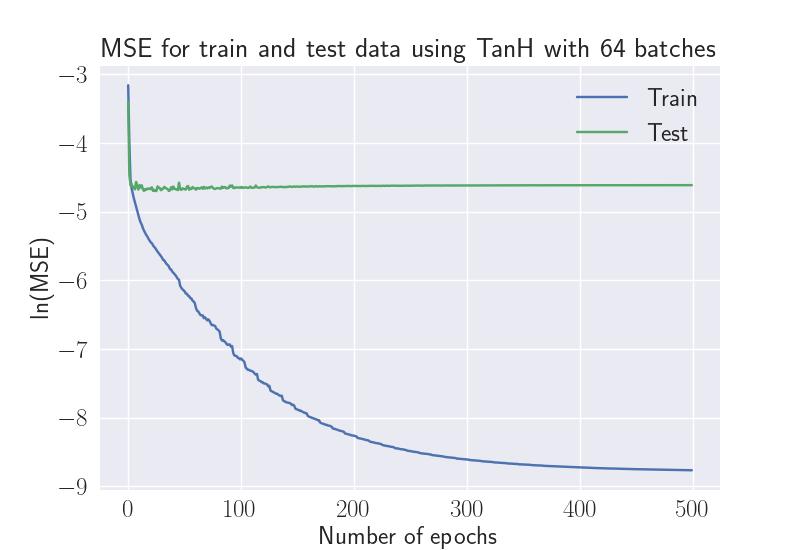 MSE for train and test data using TanH with 64 batches
−3
−4
−5
−6
−7
−8
−9
ln(MSE)
Train
Test
0
100
200
300
400
500
Number of epochs